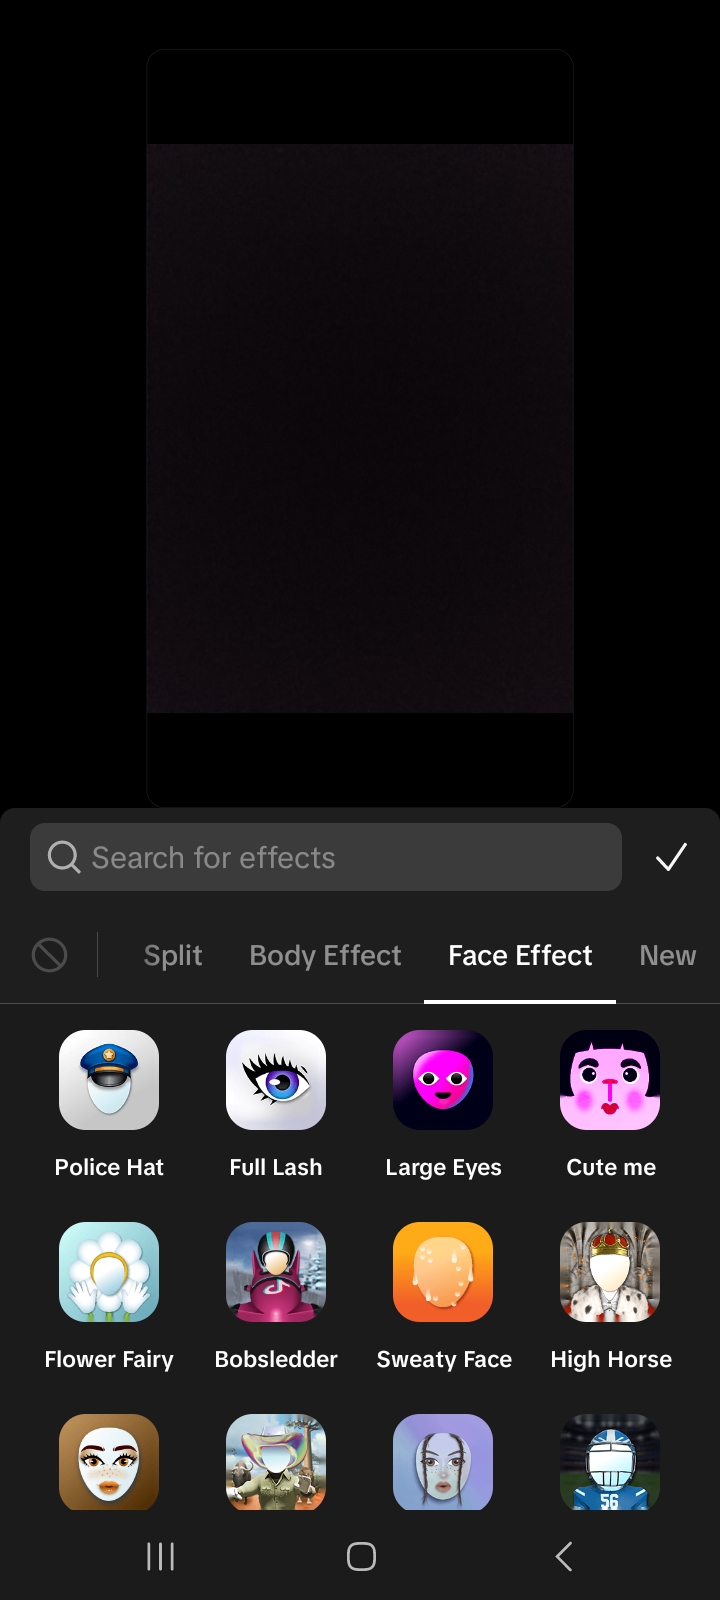 Search for effects
Split Body Effect Face Effect New
Police Hat Full Lash Large Eyes Cute me
Flower Fairy Bobsledder Sweaty Face High Horse
56